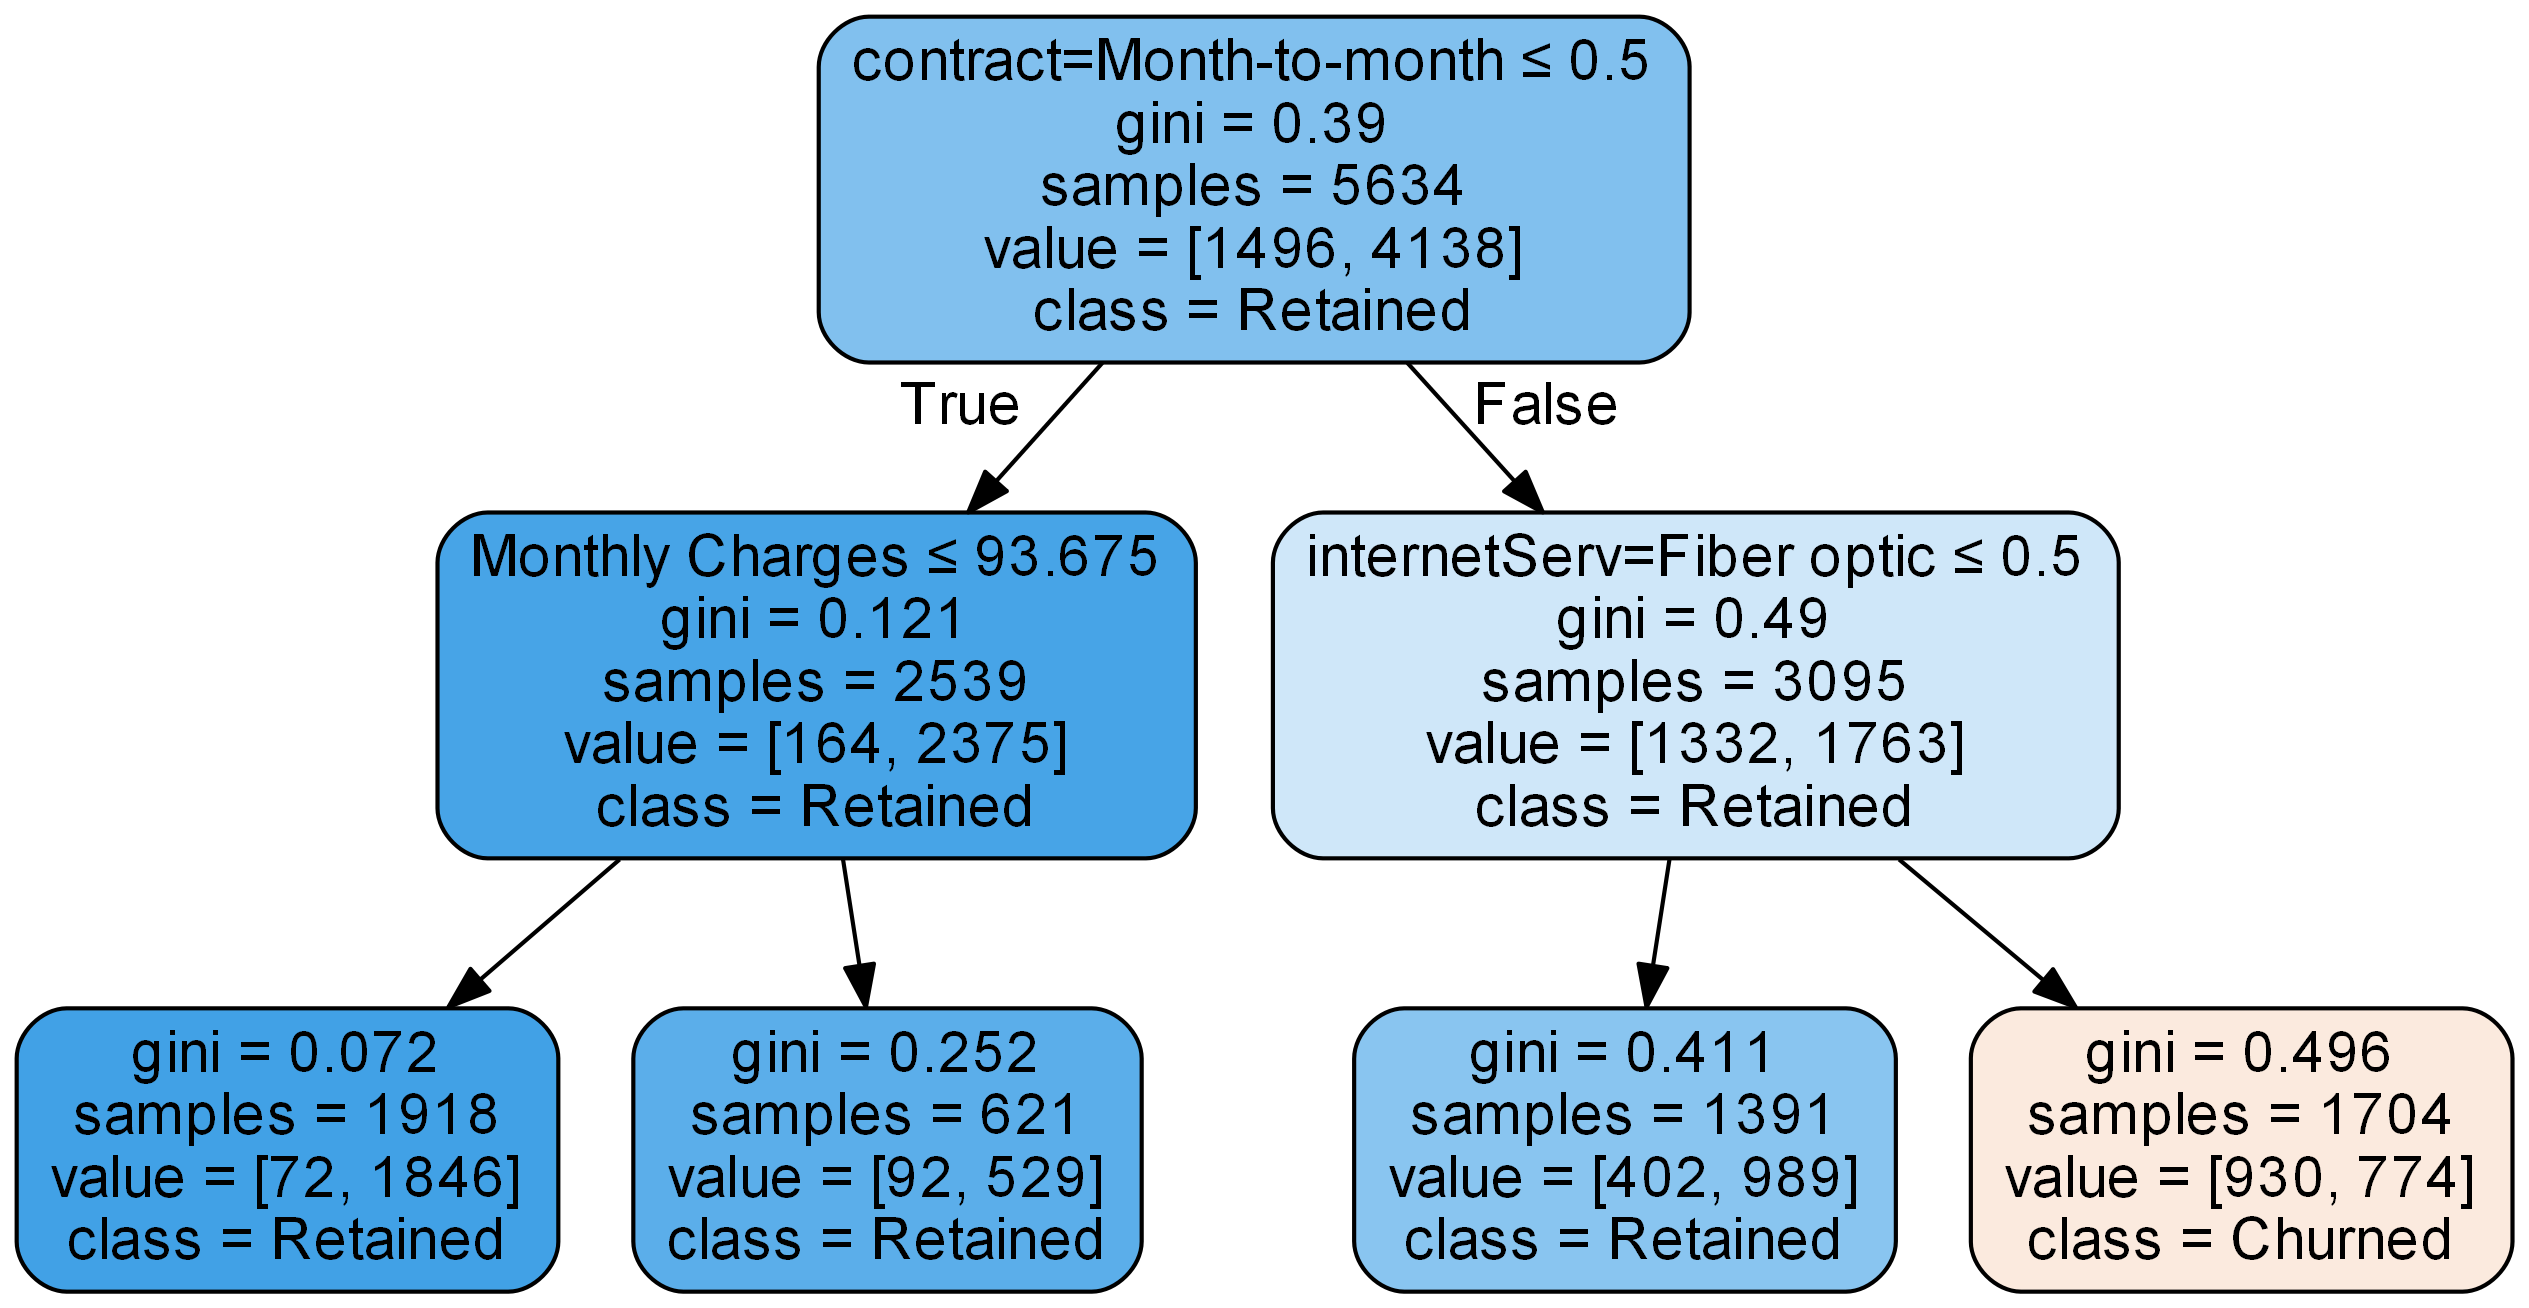 contract=Month-to-month ≤ 0.5
gini = 0.39
samples = 5634
value = [1496, 4138]
class = Retained
True
False
Monthly Charges ≤ 93.675
gini = 0.121
samples = 2539
value = [164, 2375]
class = Retained
internetServ=Fiber optic ≤ 0.5
gini = 0.49
samples = 3095
value = [1332, 1763]
class = Retained
gini = 0.072
samples = 1918
value = [72, 1846]
class = Retained
gini = 0.252
samples = 621
value = [92, 529]
class = Retained
gini = 0.411
samples = 1391
value = [402, 989]
class = Retained
gini = 0.496
samples = 1704
value = [930, 774]
class = Churned